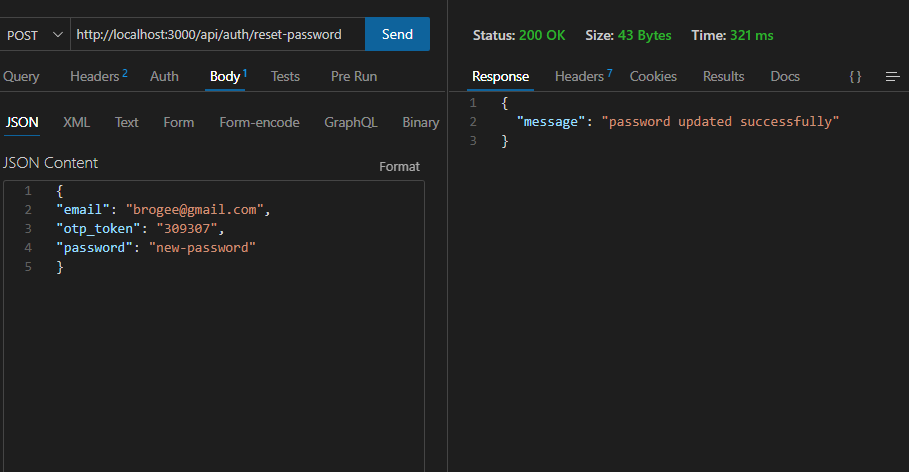 POST http://localhost:3000/api/auth/reset-password Send
Query Headers 2 Auth Body 1 Tests Pre Run
JSON XML Text Form Form-encode GraphQL Binary
JSON Content Format
1 {
2 "email": "brogee@gmail.com",
3 "otp_token": "309307",
4 "password": "new-password"
5 }
Status: 200 OK Size: 43 Bytes Time: 321 ms
Response Headers 7 Cookies Results Docs {}
1 {
2 "message": "password updated successfully"
3 }